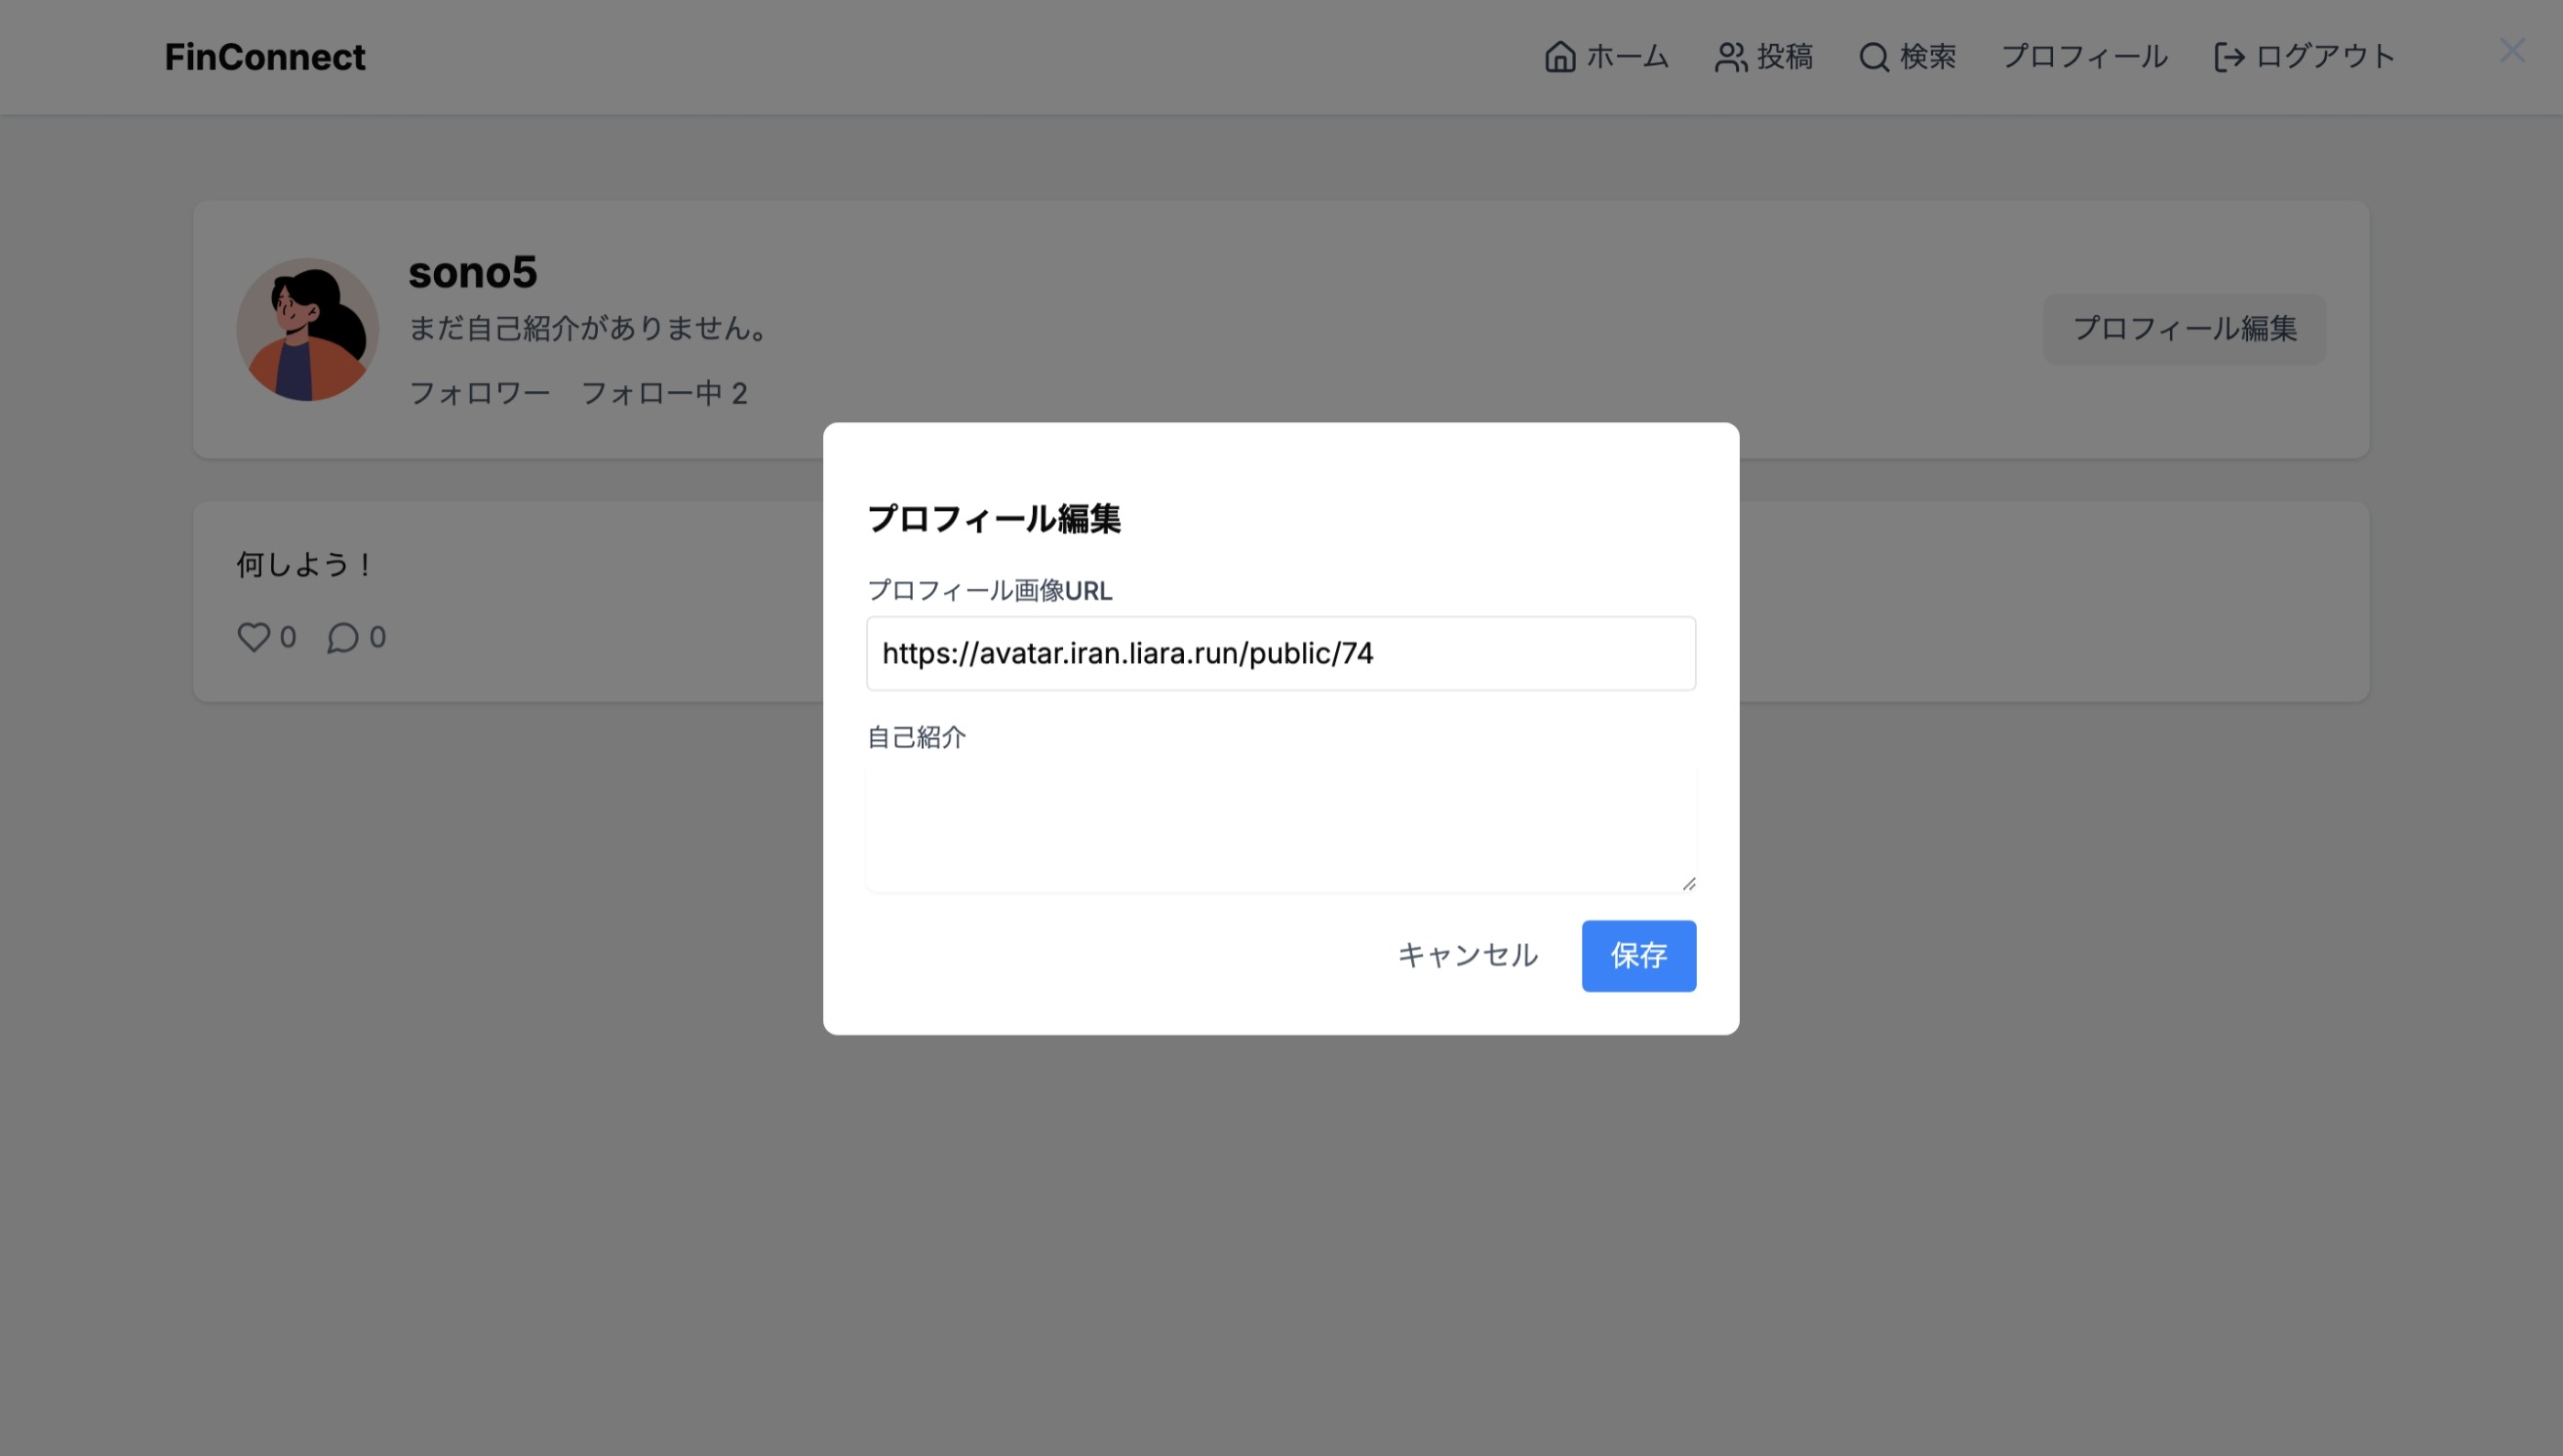 FinConnect
ホーム 投稿 検索 プロフィール ログアウト
sono5
まだ自己紹介がありません。
フォロワー フォロー中 2
プロフィール編集
何しよう！
0 0
プロフィール編集
プロフィール画像URL
https://avatar.iran.liara.run/public/74
自己紹介
キャンセル 保存